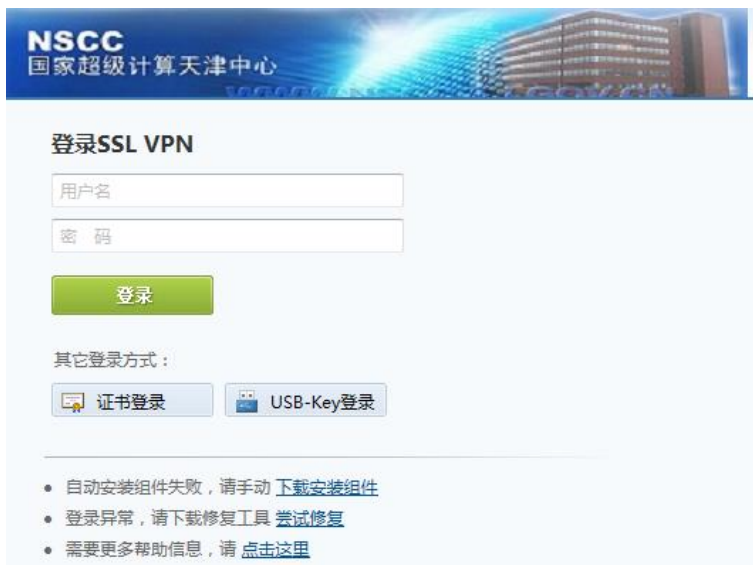 NSCC
国家超级计算天津中心
登录SSL VPN
用户名
密 码
登录
其它登录方式：
证书登录
USB-Key登录
自动安装组件失败，请手动 下载安装组件
登录异常，请下载修复工具 尝试修复
需要更多帮助信息，请 点击这里